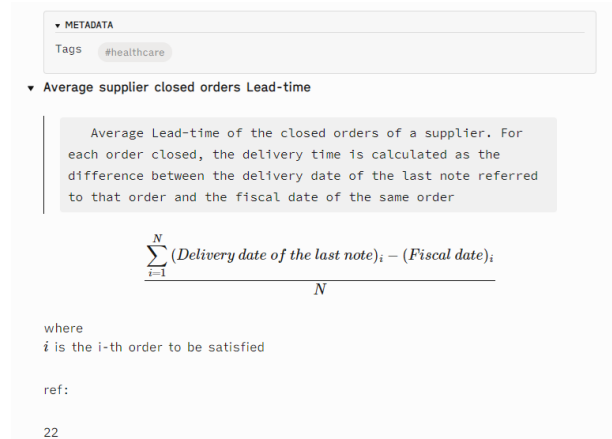 ▾ METADATA
Tags #healthcare
▾ Average supplier closed orders Lead-time
Average Lead-time of the closed orders of a supplier. For
each order closed, the delivery time is calculated as the
difference between the delivery date of the last note referred
to that order and the fiscal date of the same order
N
∑ (Delivery date of the last note)i − (Fiscal date)i
i=1
N
where
i is the i-th order to be satisfied
ref:
22